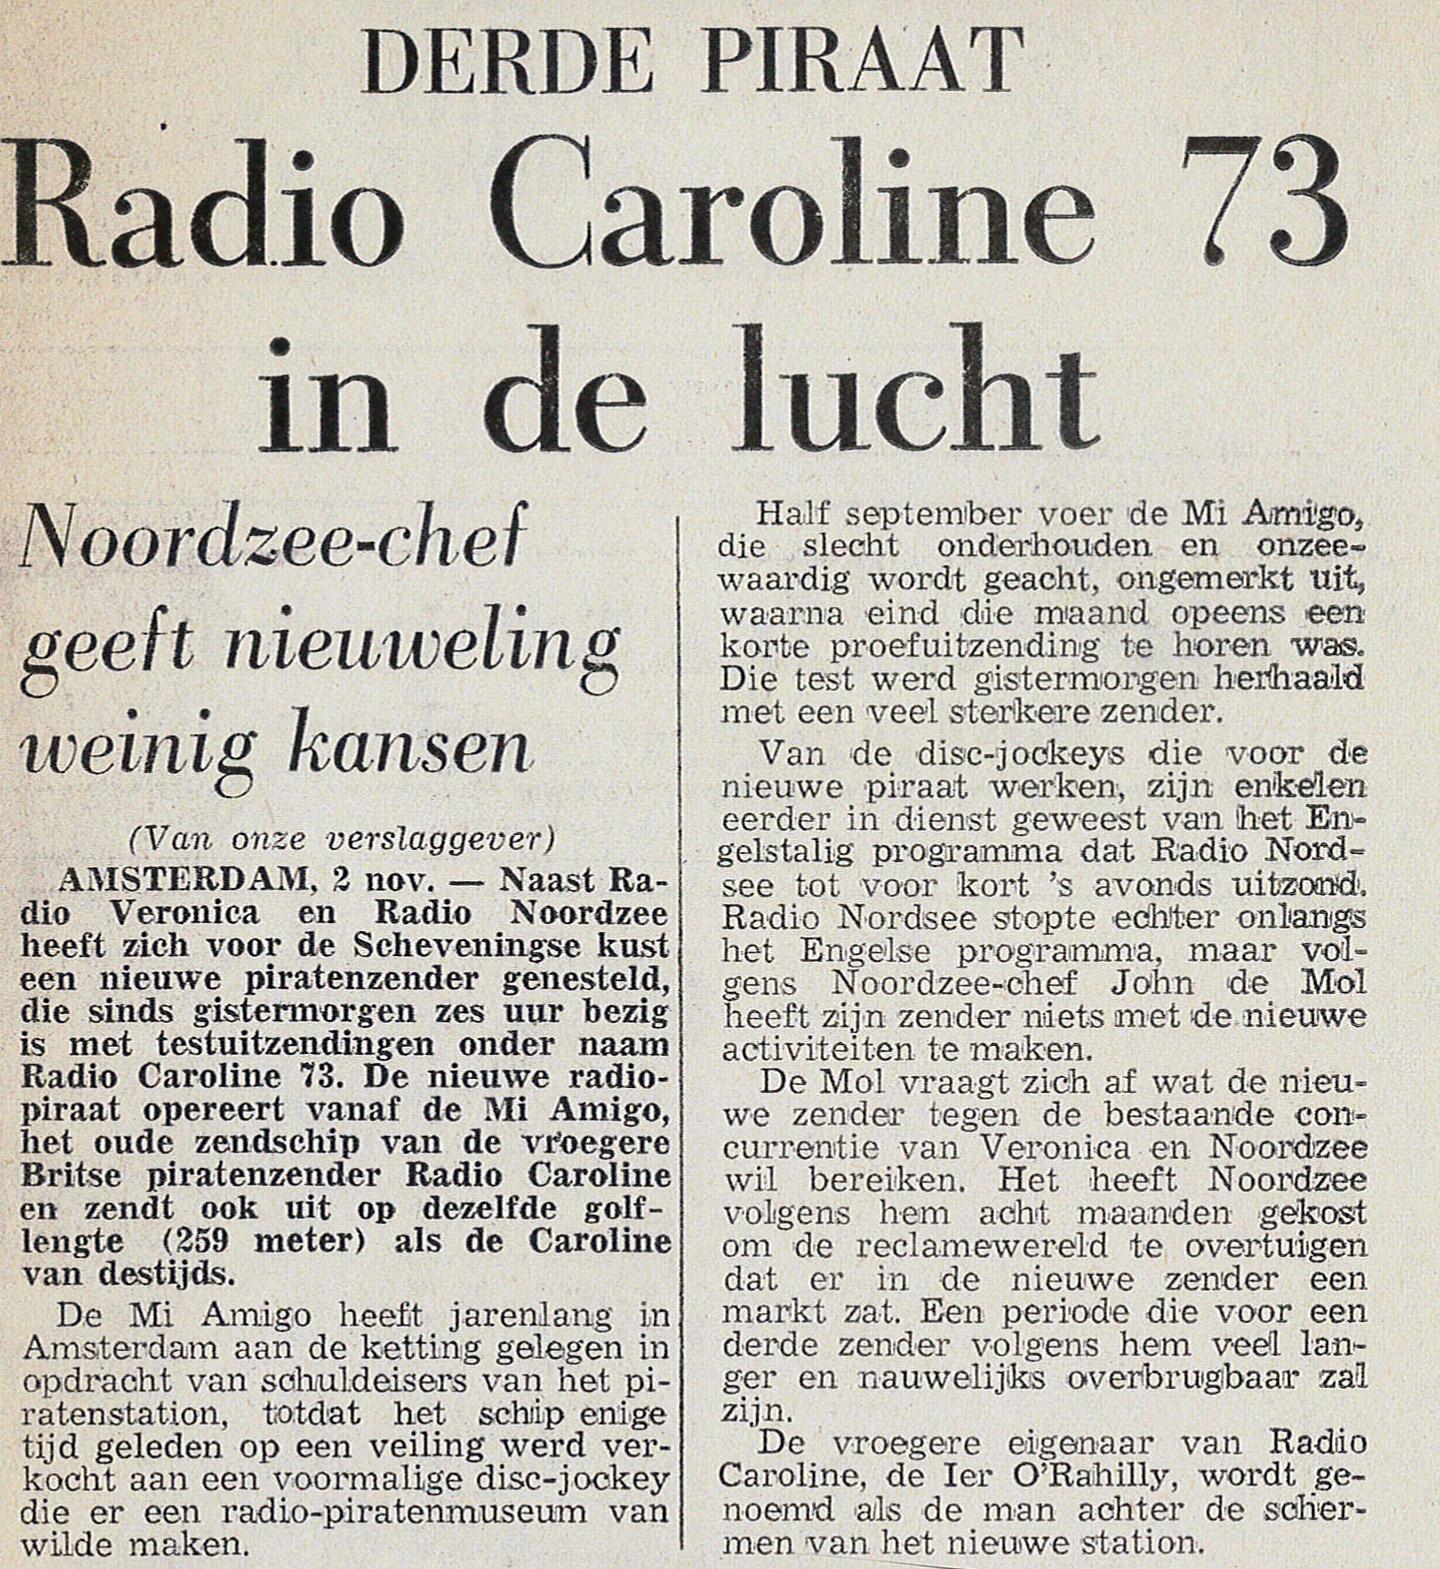 DERDE PIRAAT
Radio Caroline 73
in de lucht
Noordzee-chef
geeft nieuweling
weinig kansen
(Van onze verslaggever)
AMSTERDAM, 2 nov. — Naast Ra-
dio Veronica en Radio Noordzee
heeft zich voor de Scheveningse kust
een nieuwe piratenzender genesteld,
die sinds gistermorgen zes uur bezig
is met testuitzendingen onder naam
Radio Caroline 73. De nieuwe radio-
piraat opereert vanaf de Mi Amigo,
het oude zendschip van de vroegere
Britse piratenzender Radio Caroline
en zendt ook uit op dezelfde golf-
lengte (259 meter) als de Caroline
van destijds.
De Mi Amigo heeft jarenlang in
Amsterdam aan de ketting gelegen in
opdracht van schuldeisers van het pi-
ratenstation, totdat het schip enige
tijd geleden op een veiling werd ver-
kocht aan een voormalige disc-jockey
die er een radio-piratenmuseum van
wilde maken.
Half september voer de Mi Amigo,
die slecht onderhouden en onzee-
waardig wordt geacht, ongemerkt uit,
waarna eind die maand opeens een
korte proefuitzending te horen was.
Die test werd gistermorgen herhaald
met een veel sterkere zender.
Van de disc-jockeys die voor de
nieuwe piraat werken, zijn enkelen
eerder in dienst geweest van het En-
gelstalig programma dat Radio Nord-
see tot voor kort 's avonds uitzond.
Radio Nordsee stopte echter onlangs
het Engelse programma, maar vol-
gens Noordzee-chef John de Mol
heeft zijn zender niets met de nieuwe
activiteiten te maken.
De Mol vraagt zich af wat de nieu-
we zender tegen de bestaande con-
currentie van Veronica en Noordzee
wil bereiken. Het heeft Noordzee
volgens hem acht maanden gekost
om de reclamewereld te overtuigen
dat er in de nieuwe zender een
markt zat. Een periode die voor een
derde zender volgens hem veel lan-
ger en nauwelijks overbrugbaar zal
zijn.
De vroegere eigenaar van Radio
Caroline, de Ier O'Rahilly, wordt ge-
noemd als de man achter de scher-
men van het nieuwe station.